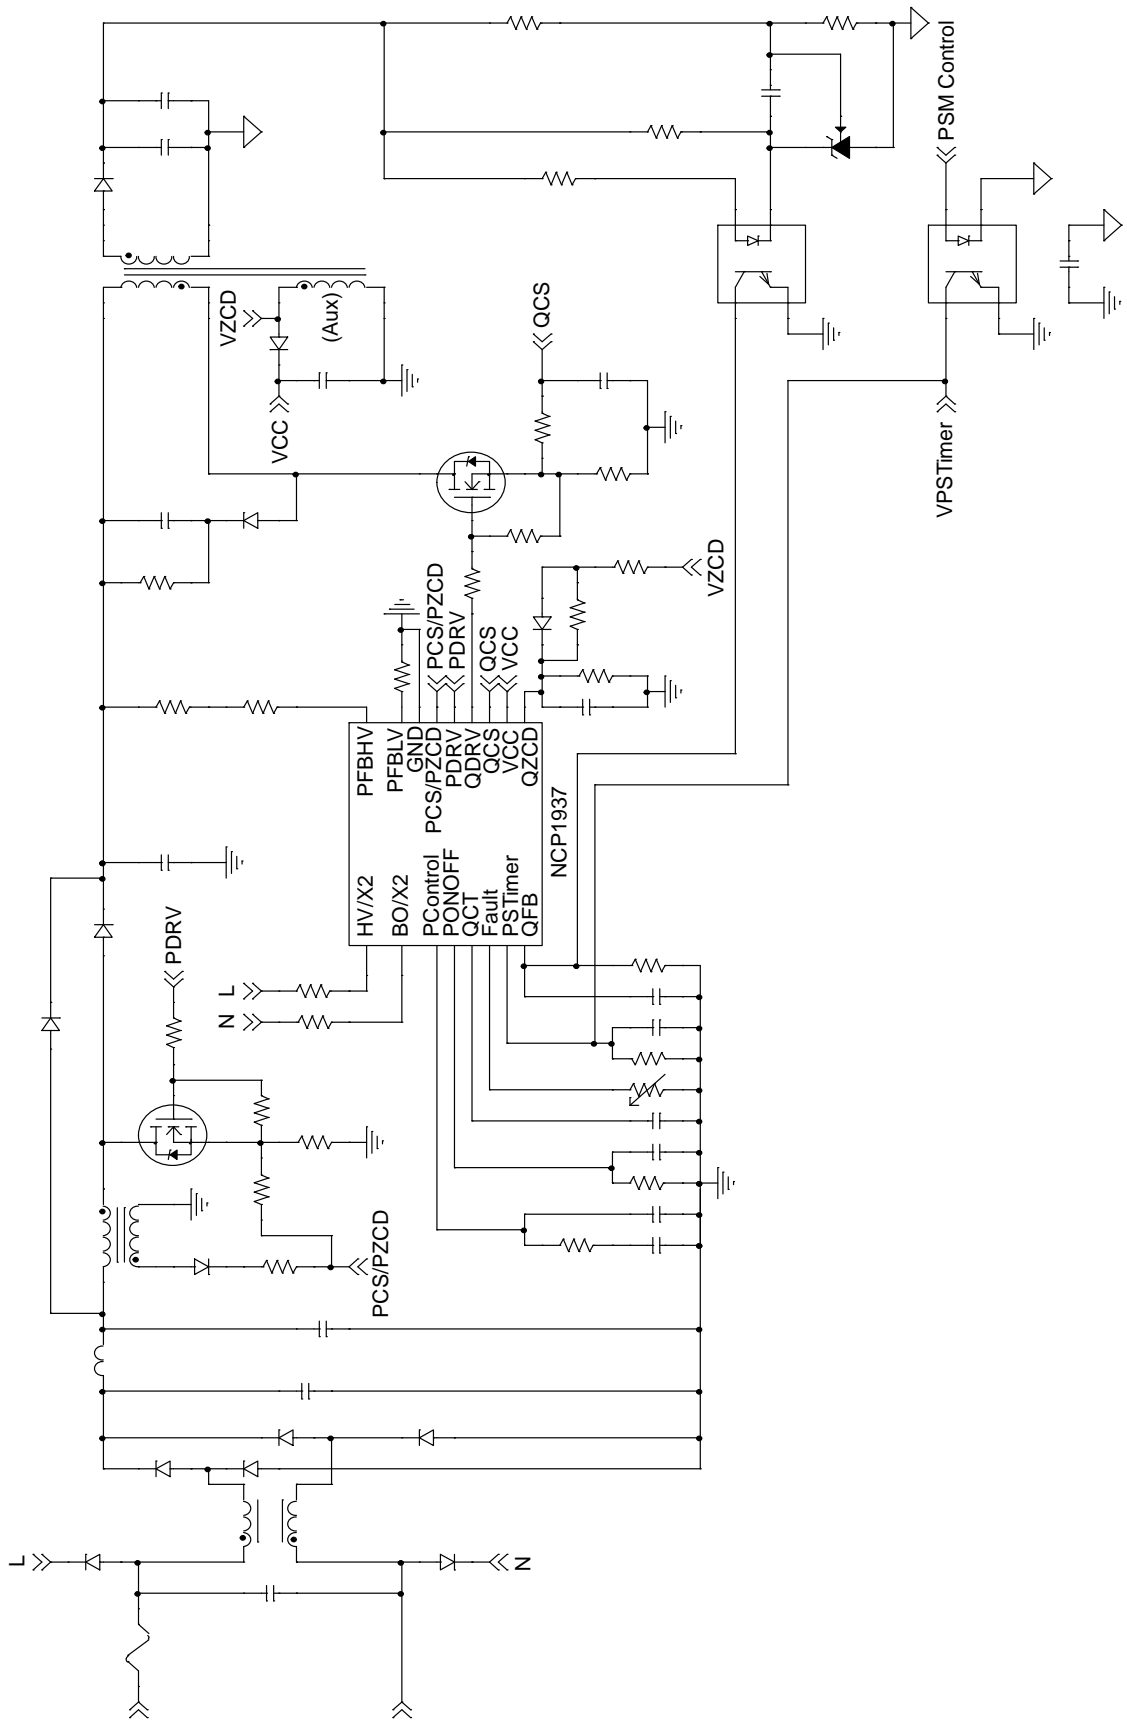 L
N
L
N
PCS/PZCD
PDRV
HV/X2
BO/X2
PControl
PONOFF
QCT
Fault
PSTimer
QFB
PFBHV
PFBLV
GND
PCS/PZCD
PDRV
QDRV
QCS
VCC
QZCD
NCP1937
PCS/PZCD
PDRV
QCS
VCC
VZCD
VCC
VZCD
(Aux)
QCS
VPSTimer
PSM Control